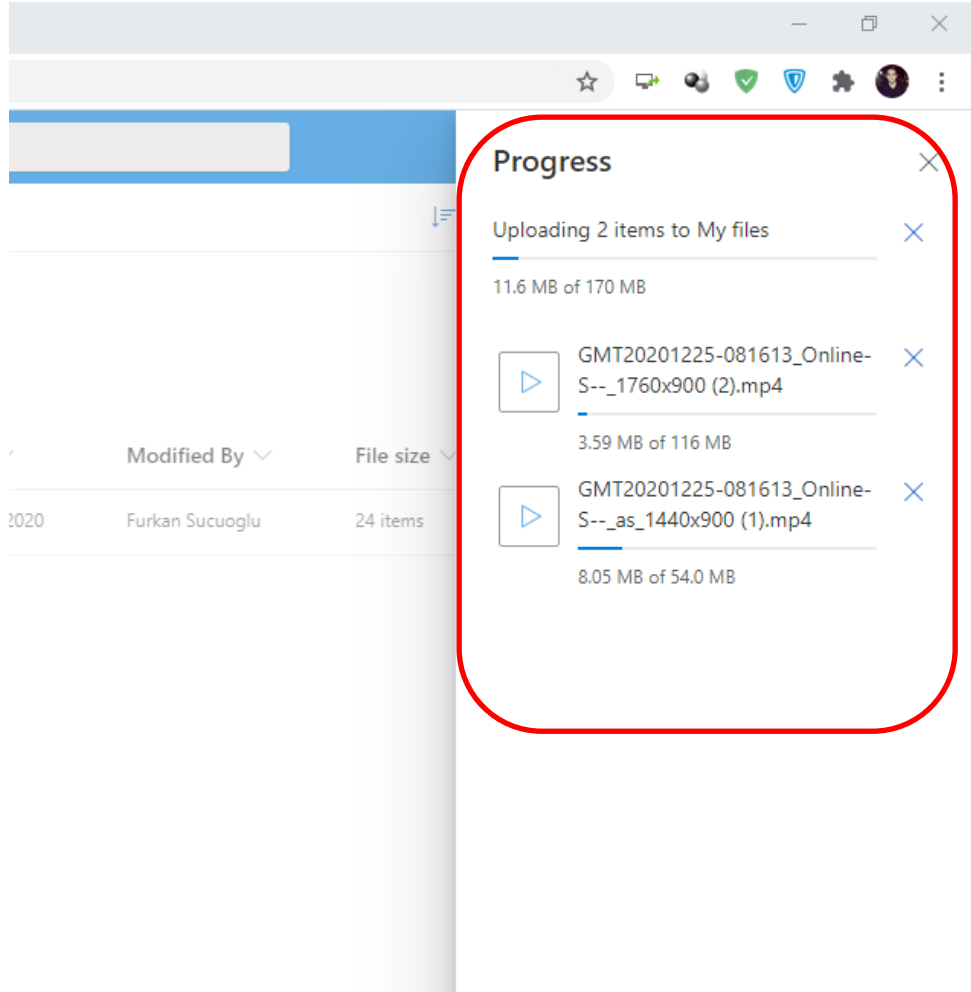 Progress
Uploading 2 items to My files
11.6 MB of 170 MB
GMT20201225-081613_Online-
S--_1760x900 (2).mp4
3.59 MB of 116 MB
GMT20201225-081613_Online-
S--_as_1440x900 (1).mp4
8.05 MB of 54.0 MB
Modified By
File size
2020
Furkan Sucuoglu
24 items